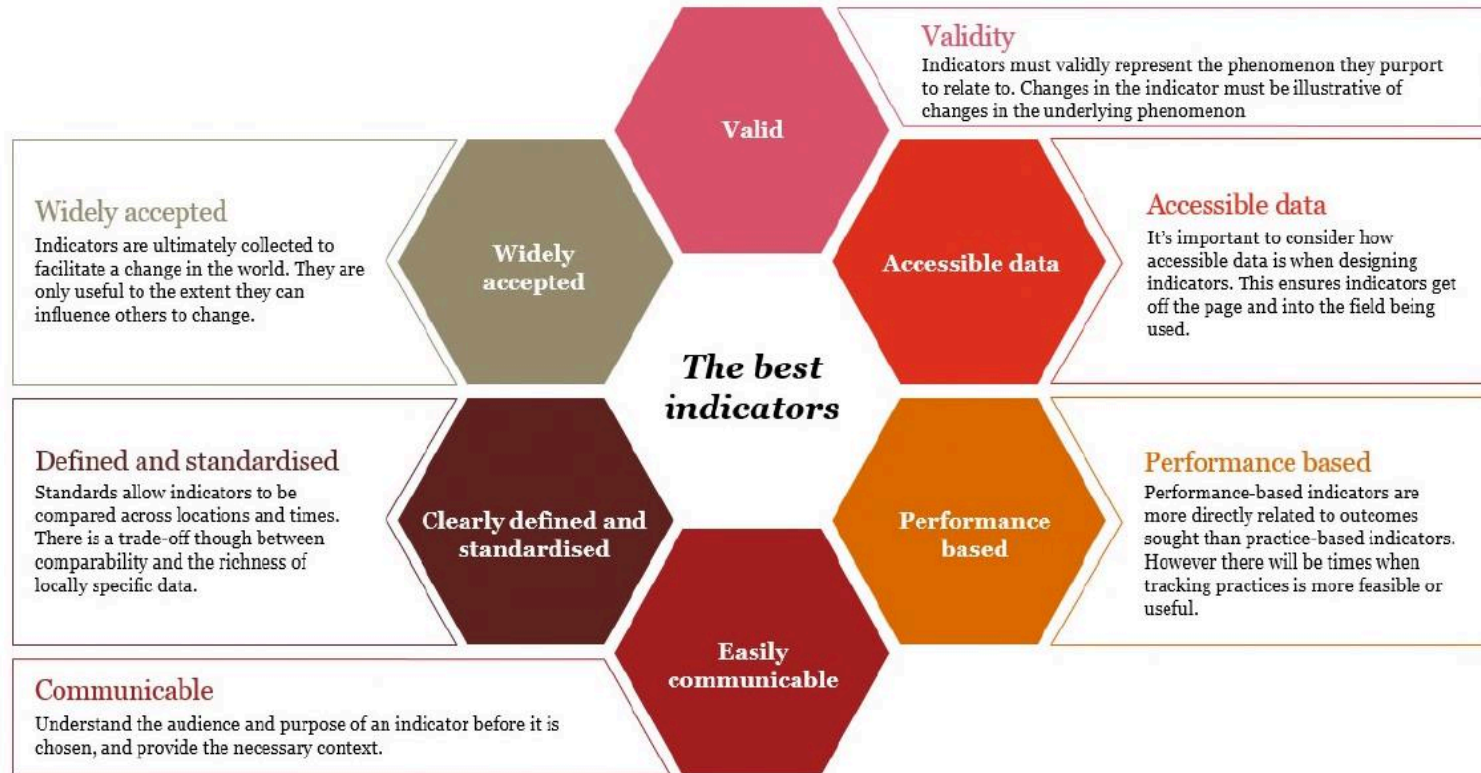 Valid
Validity
Indicators must validly represent the phenomenon they purport
to relate to. Changes in the indicator must be illustrative of
changes in the underlying phenomenon
Widely accepted
Indicators are ultimately collected to
facilitate a change in the world. They are
only useful to the extent they can
influence others to change.
Widely
accepted
Accessible data
Accessible data
It's important to consider how
accessible data is when designing
indicators. This ensures indicators get
off the page and into the field being
used.
The best
indicators
Defined and standardised
Standards allow indicators to be
compared across locations and times.
There is a trade-off though between
comparability and the richness of
locally specific data.
Clearly defined and
standardised
Performance
based
Performance based
Performance-based indicators are
more directly related to outcomes
sought than practice-based indicators.
However there will be times when
tracking practices is more feasible or
useful.
Easily
communicable
Communicable
Understand the audience and purpose of an indicator before it is
chosen, and provide the necessary context.